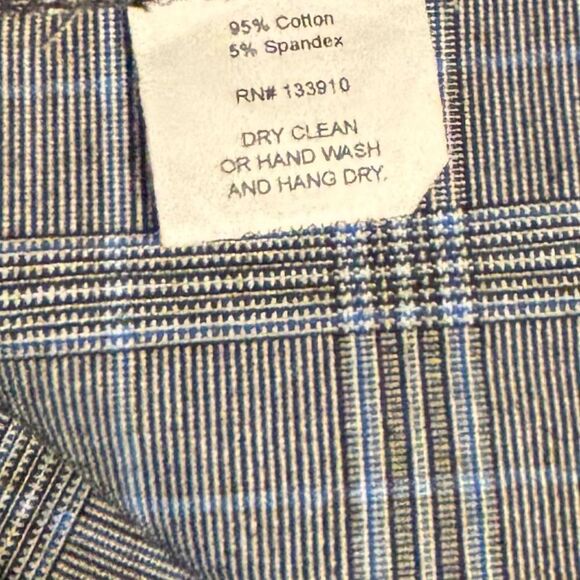 95% Cotton
5% Spandex
RN# 133910
DRY CLEAN
OR HAND WASH
AND HANG DRY.